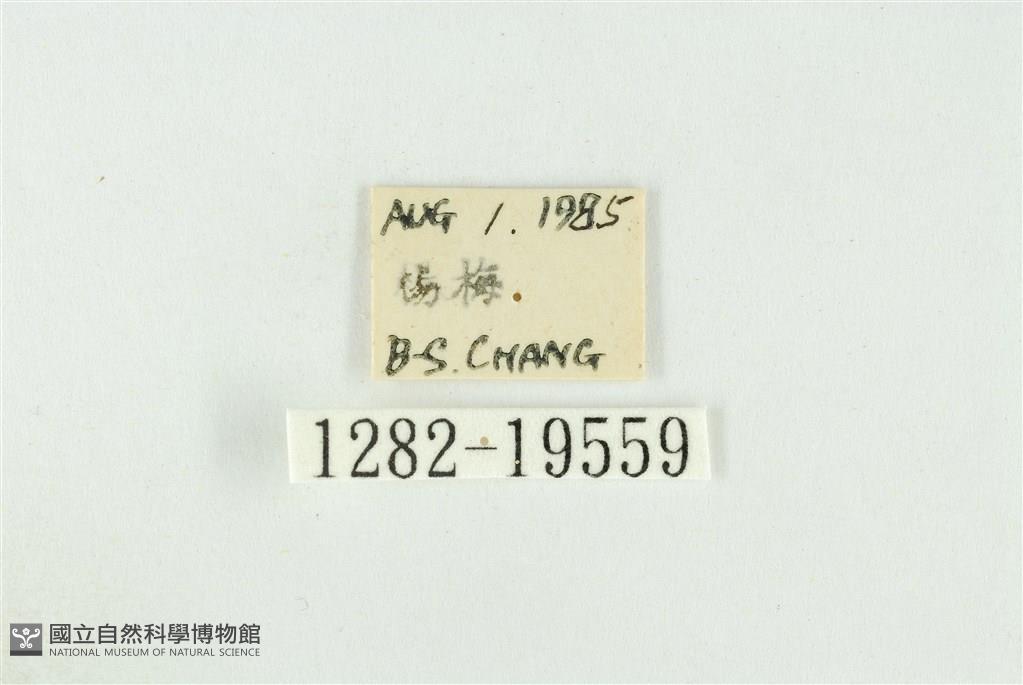 AUG 1. 1985.
楊梅
B-S. CHANG
1282-19559
國立自然科學博物館
NATIONAL MUSEUM OF NATURAL SCIENCE